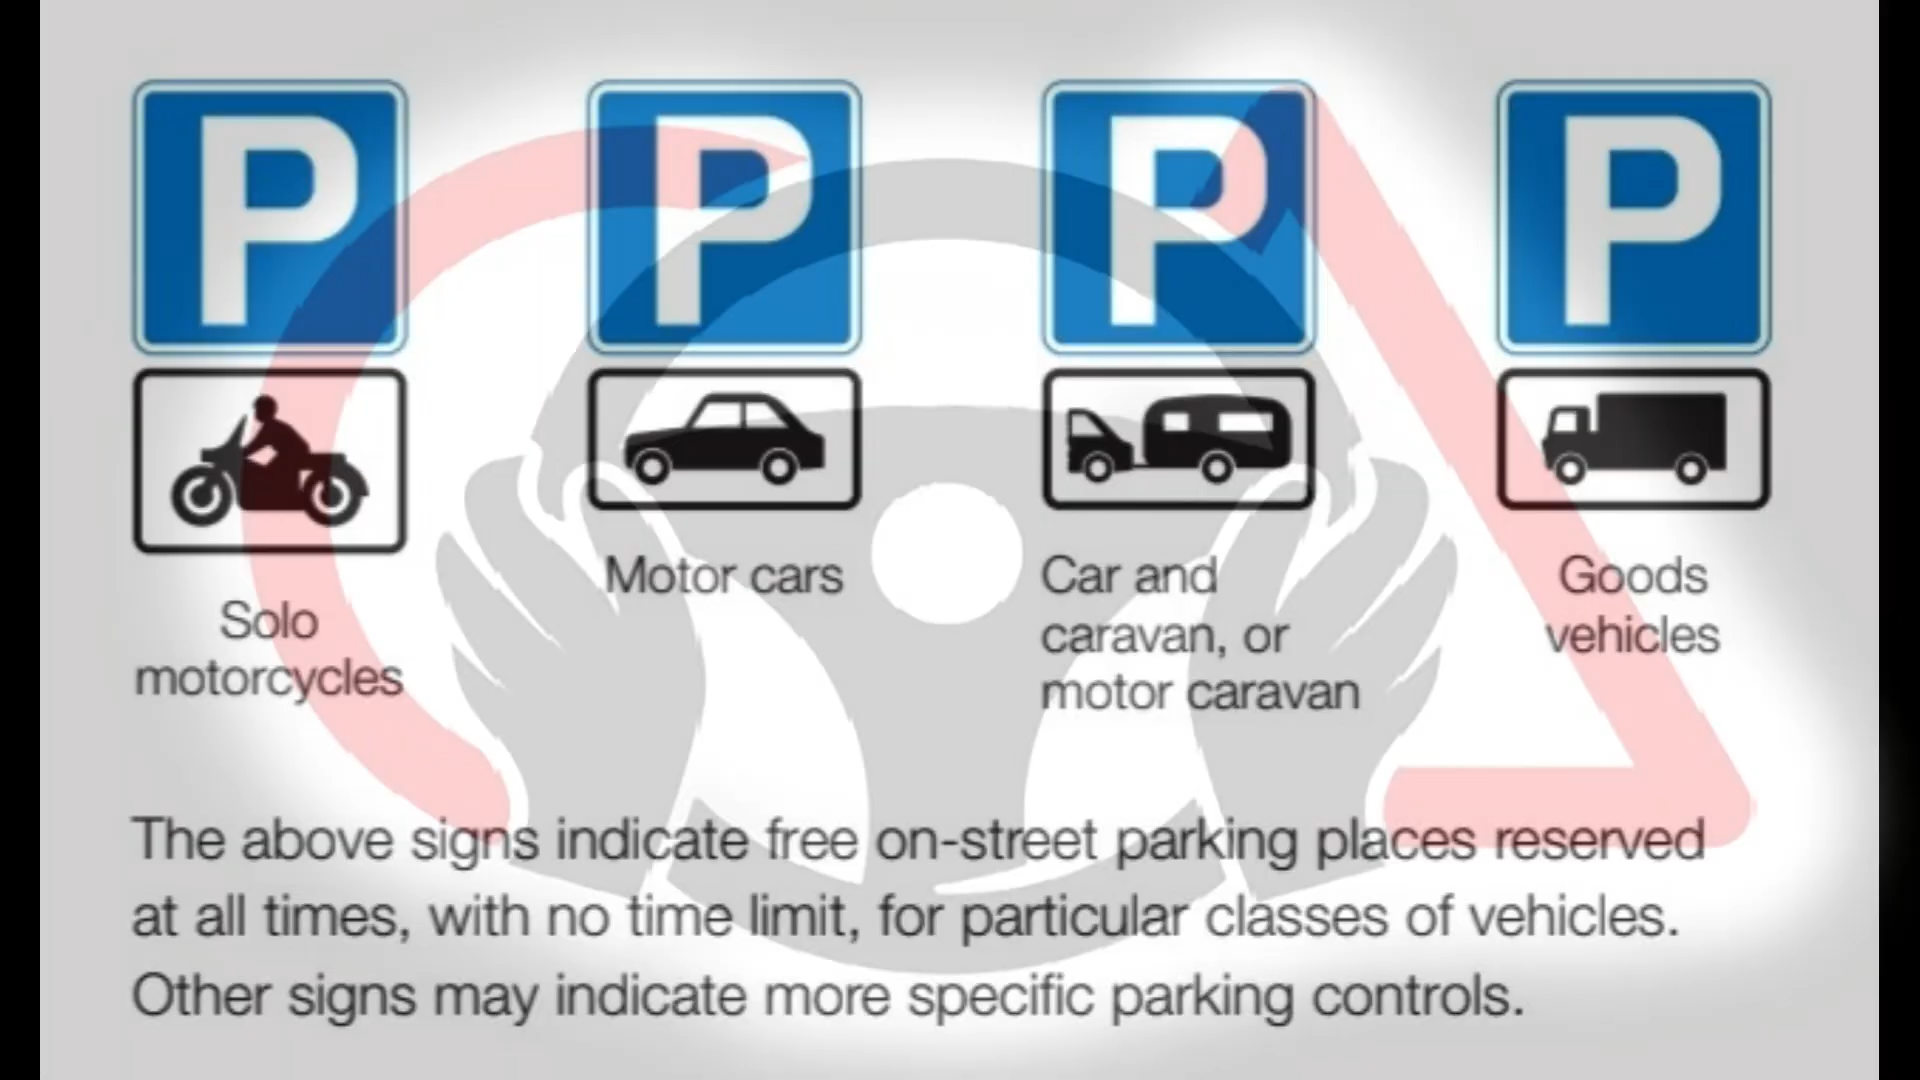 P P P P
Solo
motorcycles
Motor cars
Car and
caravan, or
motor caravan
Goods
vehicles
The above signs indicate free on-street parking places reserved
at all times, with no time limit, for particular classes of vehicles.
Other signs may indicate more specific parking controls.